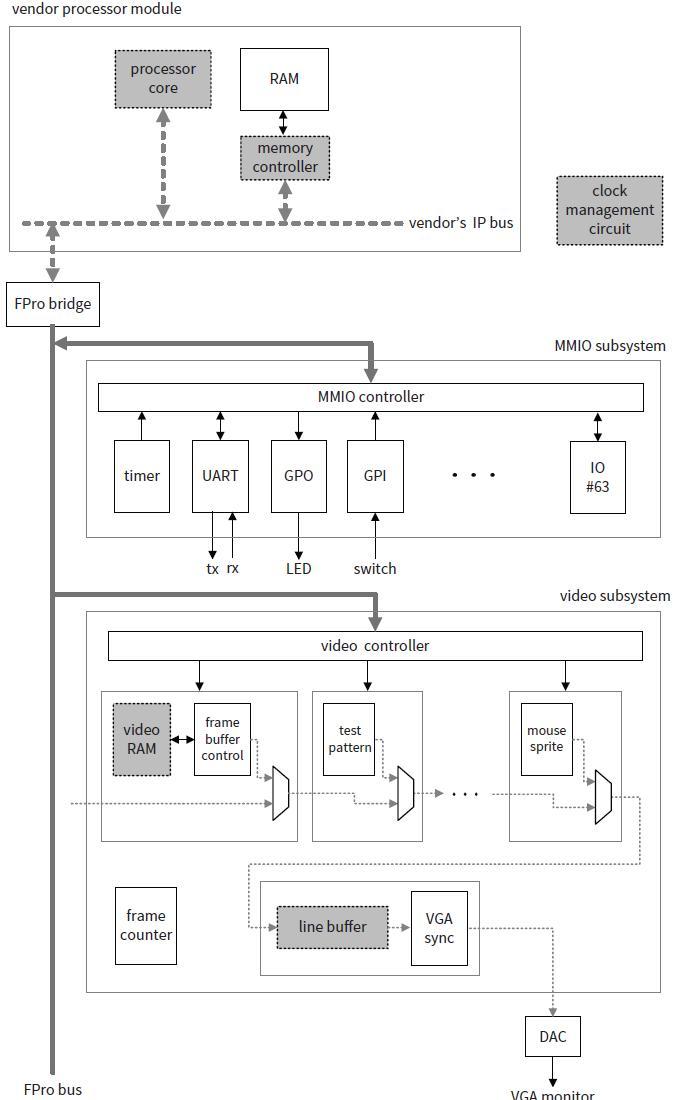 vendor processor module
processor
core
RAM
memory
controller
vendor's IP bus
clock
management
circuit
FPro bridge
MMIO subsystem
MMIO controller
timer
UART
GPO
GPI
• • •
IO
#63
tx rx
LED
switch
video subsystem
video controller
video
RAM
frame
buffer
control
test
pattern
• • •
mouse
sprite
frame
counter
line buffer
VGA
sync
DAC
FPro bus
VGA monitor